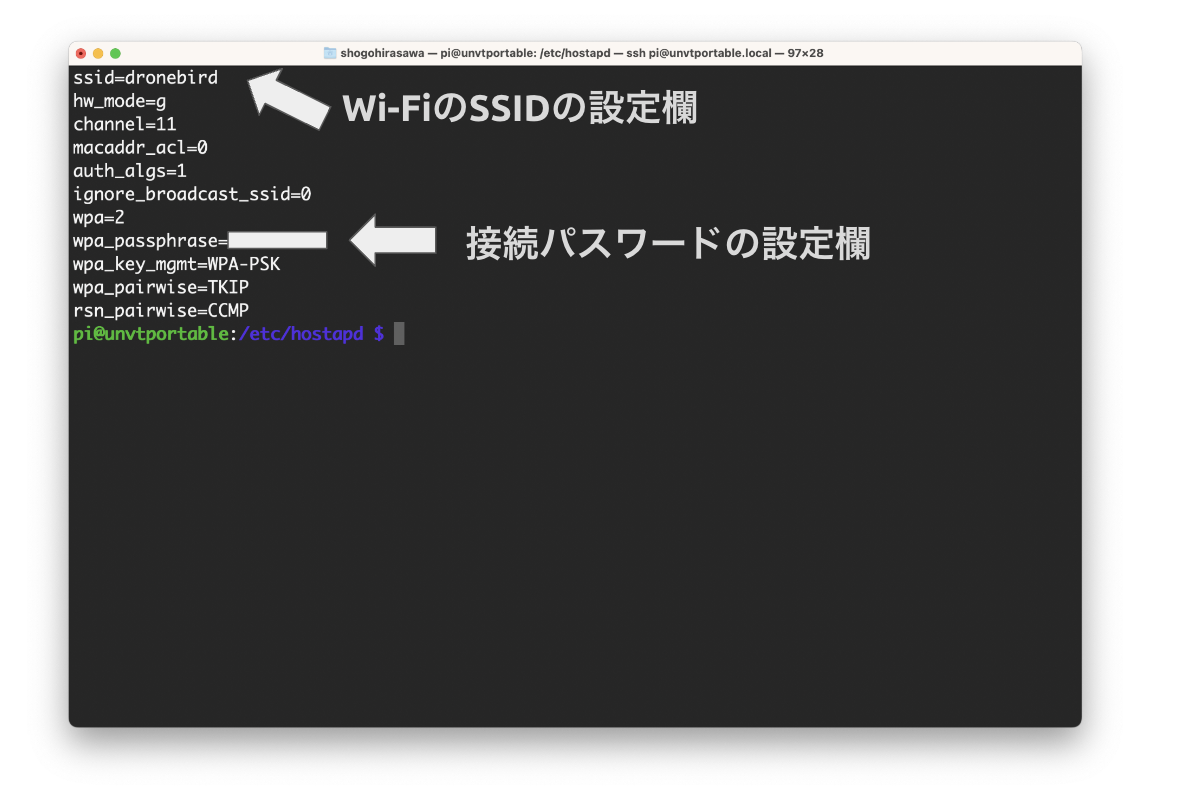 shogohirasawa — pi@unvtportable: /etc/hostapd — ssh pi@unvtportable.local — 97×28
ssid=dronebird
Wi-FiのSSIDの設定欄
hw_mode=g
channel=11
macaddr_acl=0
auth_algs=1
ignore_broadcast_ssid=0
wpa=2
wpa_passphrase=
接続パスワードの設定欄
wpa_key_mgmt=WPA-PSK
wpa_pairwise=TKIP
rsn_pairwise=CCMP
pi@unvtportable:/etc/hostapd $